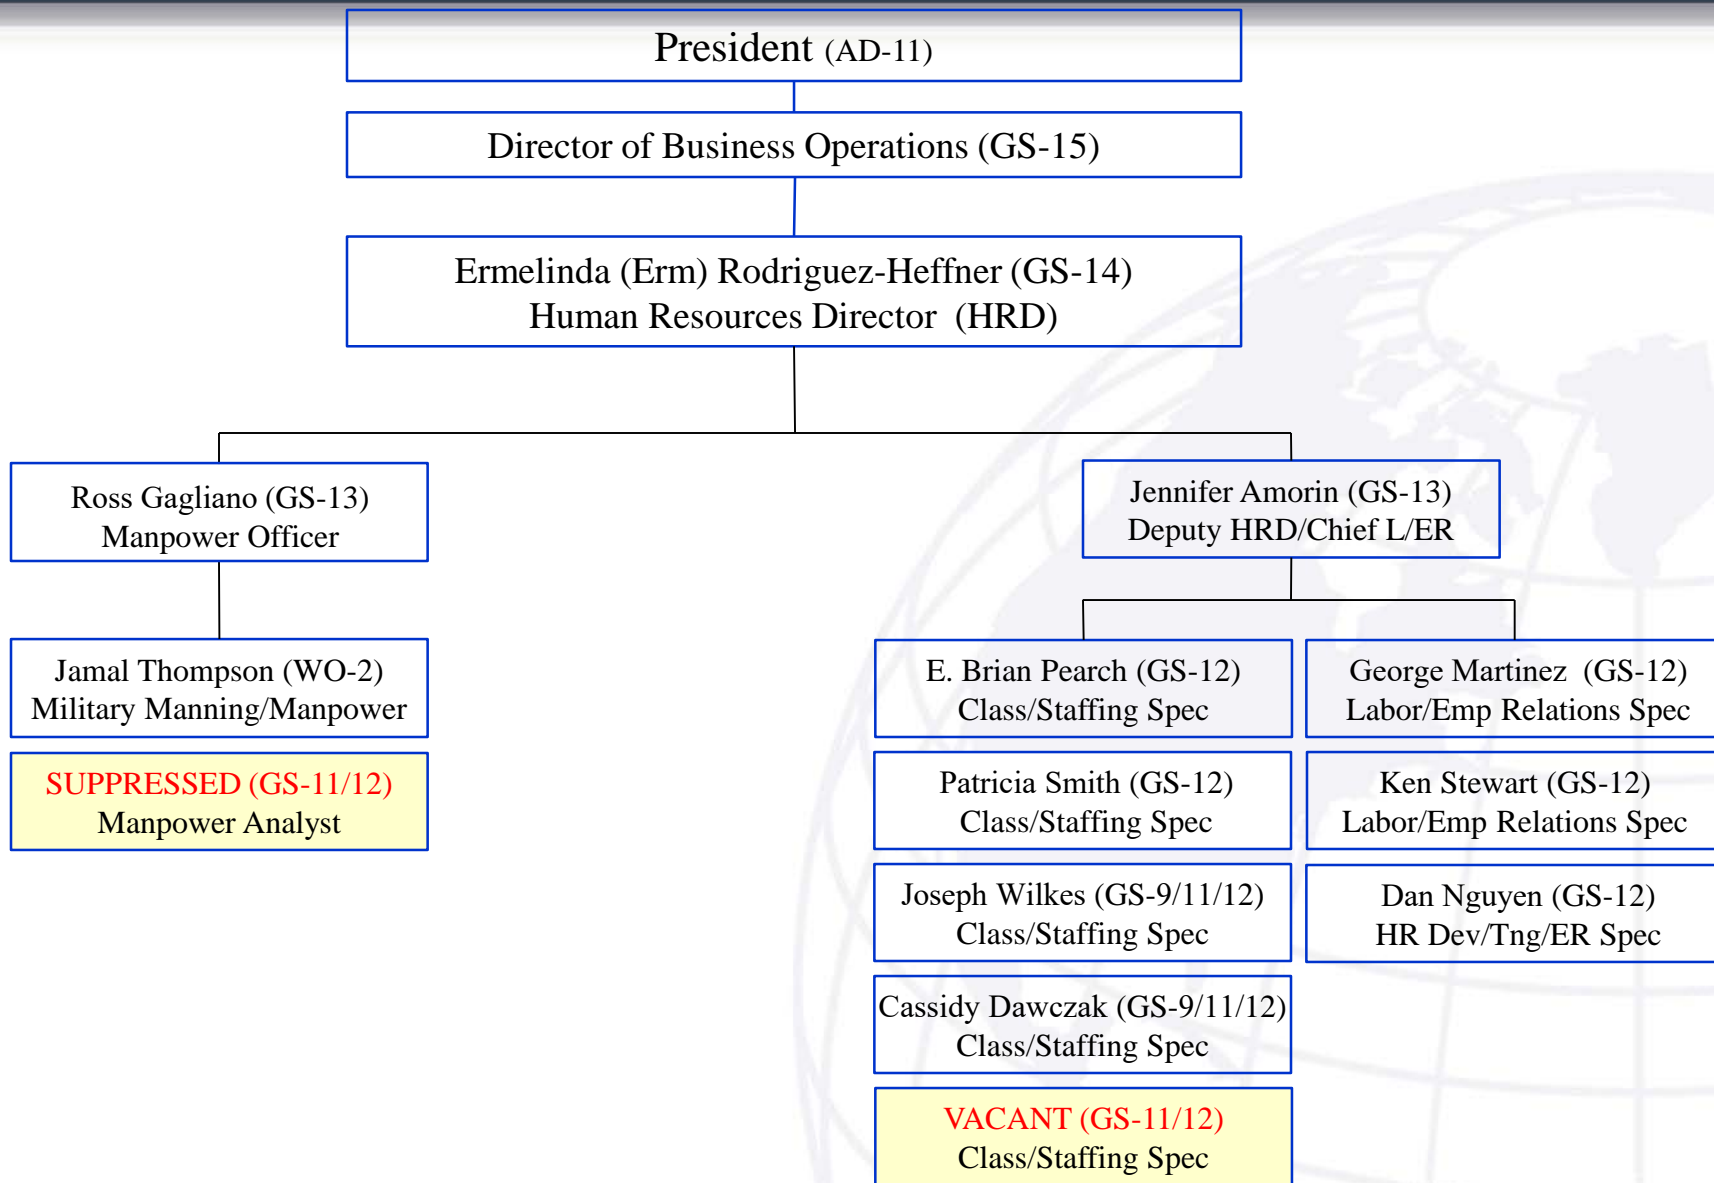 President (AD-11)
Director of Business Operations (GS-15)
Ermelinda (Erm) Rodriguez-Heffner (GS-14)
Human Resources Director  (HRD)
Ross Gagliano (GS-13)
Manpower Officer
Jennifer Amorin (GS-13)
Deputy HRD/Chief L/ER
Jamal Thompson (WO-2)
Military Manning/Manpower
SUPPRESSED (GS-11/12)
Manpower Analyst
E. Brian Pearch (GS-12)
Class/Staffing Spec
Patricia Smith (GS-12)
Class/Staffing Spec
Joseph Wilkes (GS-9/11/12)
Class/Staffing Spec
Cassidy Dawczak (GS-9/11/12)
Class/Staffing Spec
VACANT (GS-11/12)
Class/Staffing Spec
George Martinez  (GS-12)
Labor/Emp Relations Spec
Ken Stewart (GS-12)
Labor/Emp Relations Spec
Dan Nguyen (GS-12)
HR Dev/Tng/ER Spec